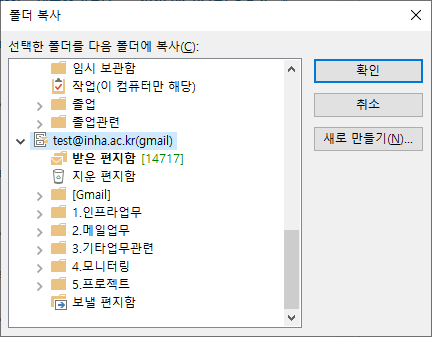 폴더 복사
선택한 폴더를 다음 폴더에 복사(C):
임시 보관함
작업(이 컴퓨터만 해당)
졸업
졸업관련
test@inha.ac.kr(gmail)
받은 편지함 [14717]
지운 편지함
[Gmail]
1.인프라업무
2.메일업무
3.기타업무관련
4.모니터링
5.프로젝트
보낼 편지함
확인
취소
새로 만들기(N)...